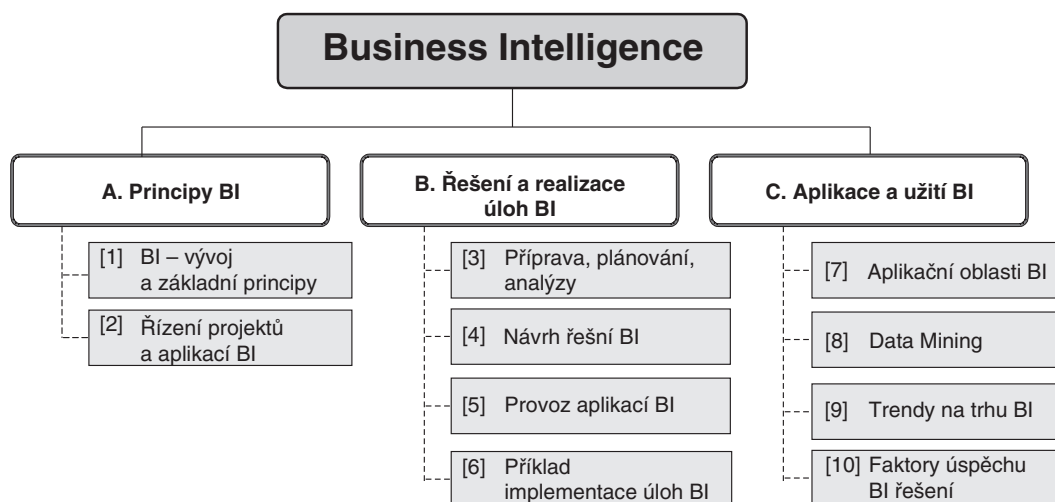 Business Intelligence
A. Principy BI
[1] BI – vývoj
a základní principy
[2] Řízení projektů
a aplikací BI
B. Řešení a realizace
úloh BI
[3] Příprava, plánování,
analýzy
[4] Návrh řešní BI
[5] Provoz aplikací BI
[6] Příklad
implementace úloh BI
C. Aplikace a užití BI
[7] Aplikační oblasti BI
[8] Data Mining
[9] Trendy na trhu BI
[10] Faktory úspěchu
BI řešení